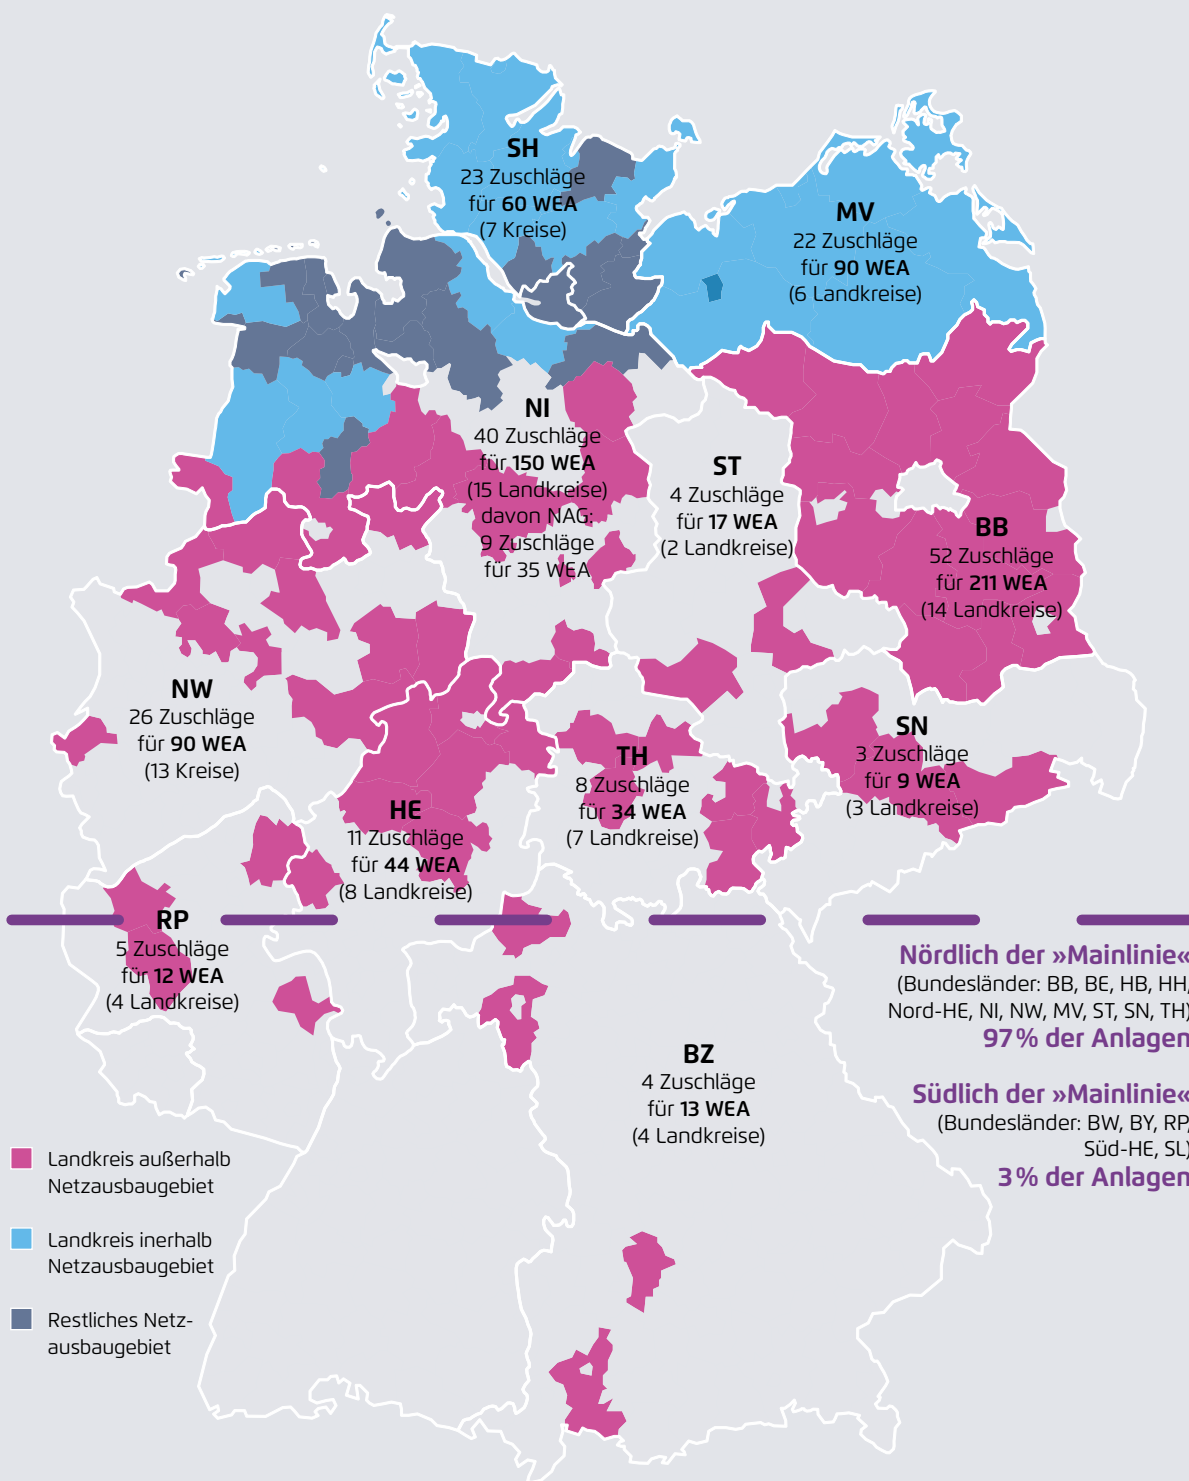 SH
23 Zuschläge
für 60 WEA
(7 Kreise)
MV
22 Zuschläge
für 90 WEA
(6 Landkreise)
NI
40 Zuschläge
für 150 WEA
(15 Landkreise)
davon NAG:
9 Zuschläge
für 35 WEA
ST
4 Zuschläge
für 17 WEA
(2 Landkreise)
BB
52 Zuschläge
für 211 WEA
(14 Landkreise)
NW
26 Zuschläge
für 90 WEA
(13 Kreise)
SN
3 Zuschläge
für 9 WEA
(3 Landkreise)
TH
8 Zuschläge
für 34 WEA
(7 Landkreise)
HE
11 Zuschläge
für 44 WEA
(8 Landkreise)
RP
5 Zuschläge
für 12 WEA
(4 Landkreise)
Nördlich der »Mainlinie«
(Bundesländer: BB, BE, HB, HH,
Nord-HE, NI, NW, MV, ST, SN, TH)
97% der Anlagen
BZ
4 Zuschläge
für 13 WEA
(4 Landkreise)
Südlich der »Mainlinie«
(Bundesländer: BW, BY, RP,
Süd-HE, SL)
3% der Anlagen
Landkreis außerhalb
Netzausbaugebiet
Landkreis inerhalb
Netzausbaugebiet
Restliches Netz-
ausbaugebiet